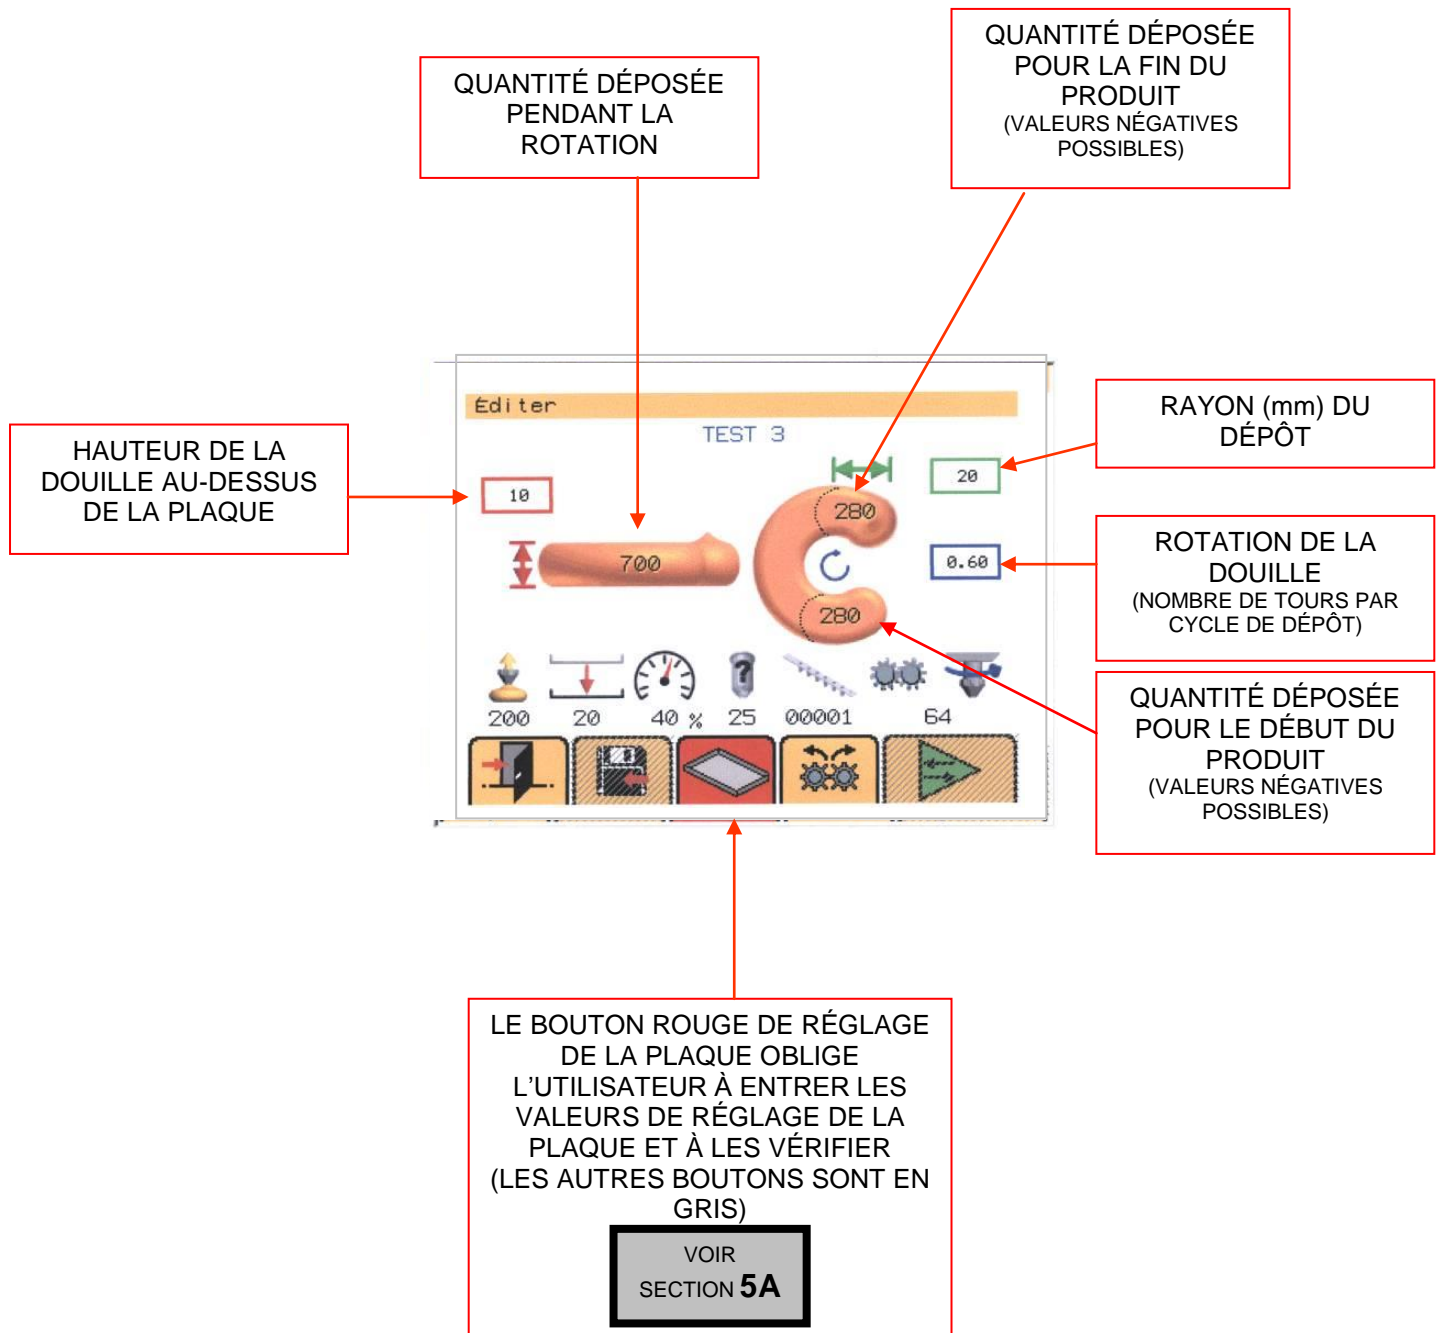 QUANTITÉ DÉPOSÉE
POUR LA FIN DU
PRODUIT
(VALEURS NÉGATIVES
POSSIBLES)
QUANTITÉ DÉPOSÉE
PENDANT LA
ROTATION
HAUTEUR DE LA
DOUILLE AU-DESSUS
DE LA PLAQUE
Éditer
TEST 3
10
20
280
700
0.60
280
200
20
40 %
25
00001
64
?
RAYON (mm) DU
DÉPÔT
ROTATION DE LA
DOUILLE
(NOMBRE DE TOURS PAR
CYCLE DE DÉPÔT)
QUANTITÉ DÉPOSÉE
POUR LE DÉBUT DU
PRODUIT
(VALEURS NÉGATIVES
POSSIBLES)
LE BOUTON ROUGE DE RÉGLAGE
DE LA PLAQUE OBLIGE
L'UTILISATEUR À ENTRER LES
VALEURS DE RÉGLAGE DE LA
PLAQUE ET À LES VÉRIFIER
(LES AUTRES BOUTONS SONT EN
GRIS)
VOIR
SECTION 5A